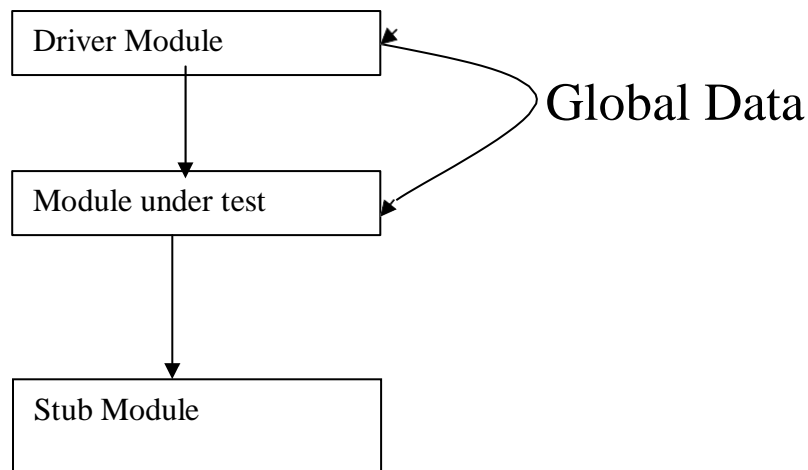 Driver Module
Global Data
Module under test
Stub Module